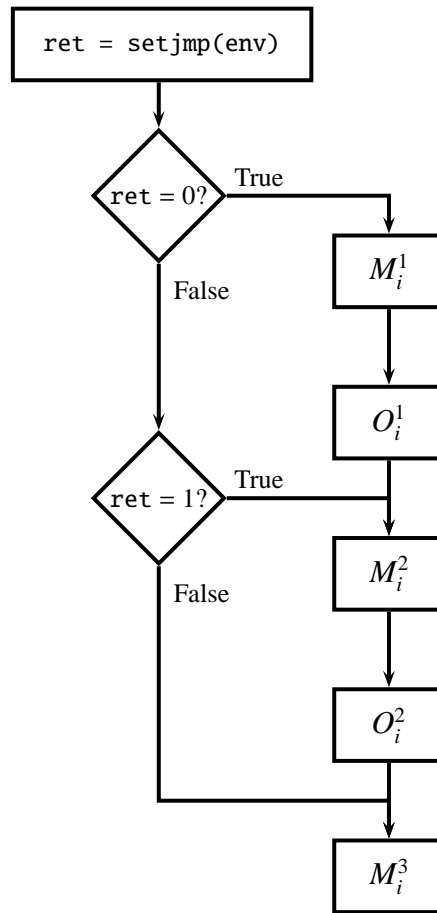 ret = setjmp(env)
True
ret = 0?
M_i^1
False
O_i^1
True
ret = 1?
M_i^2
False
O_i^2
M_i^3